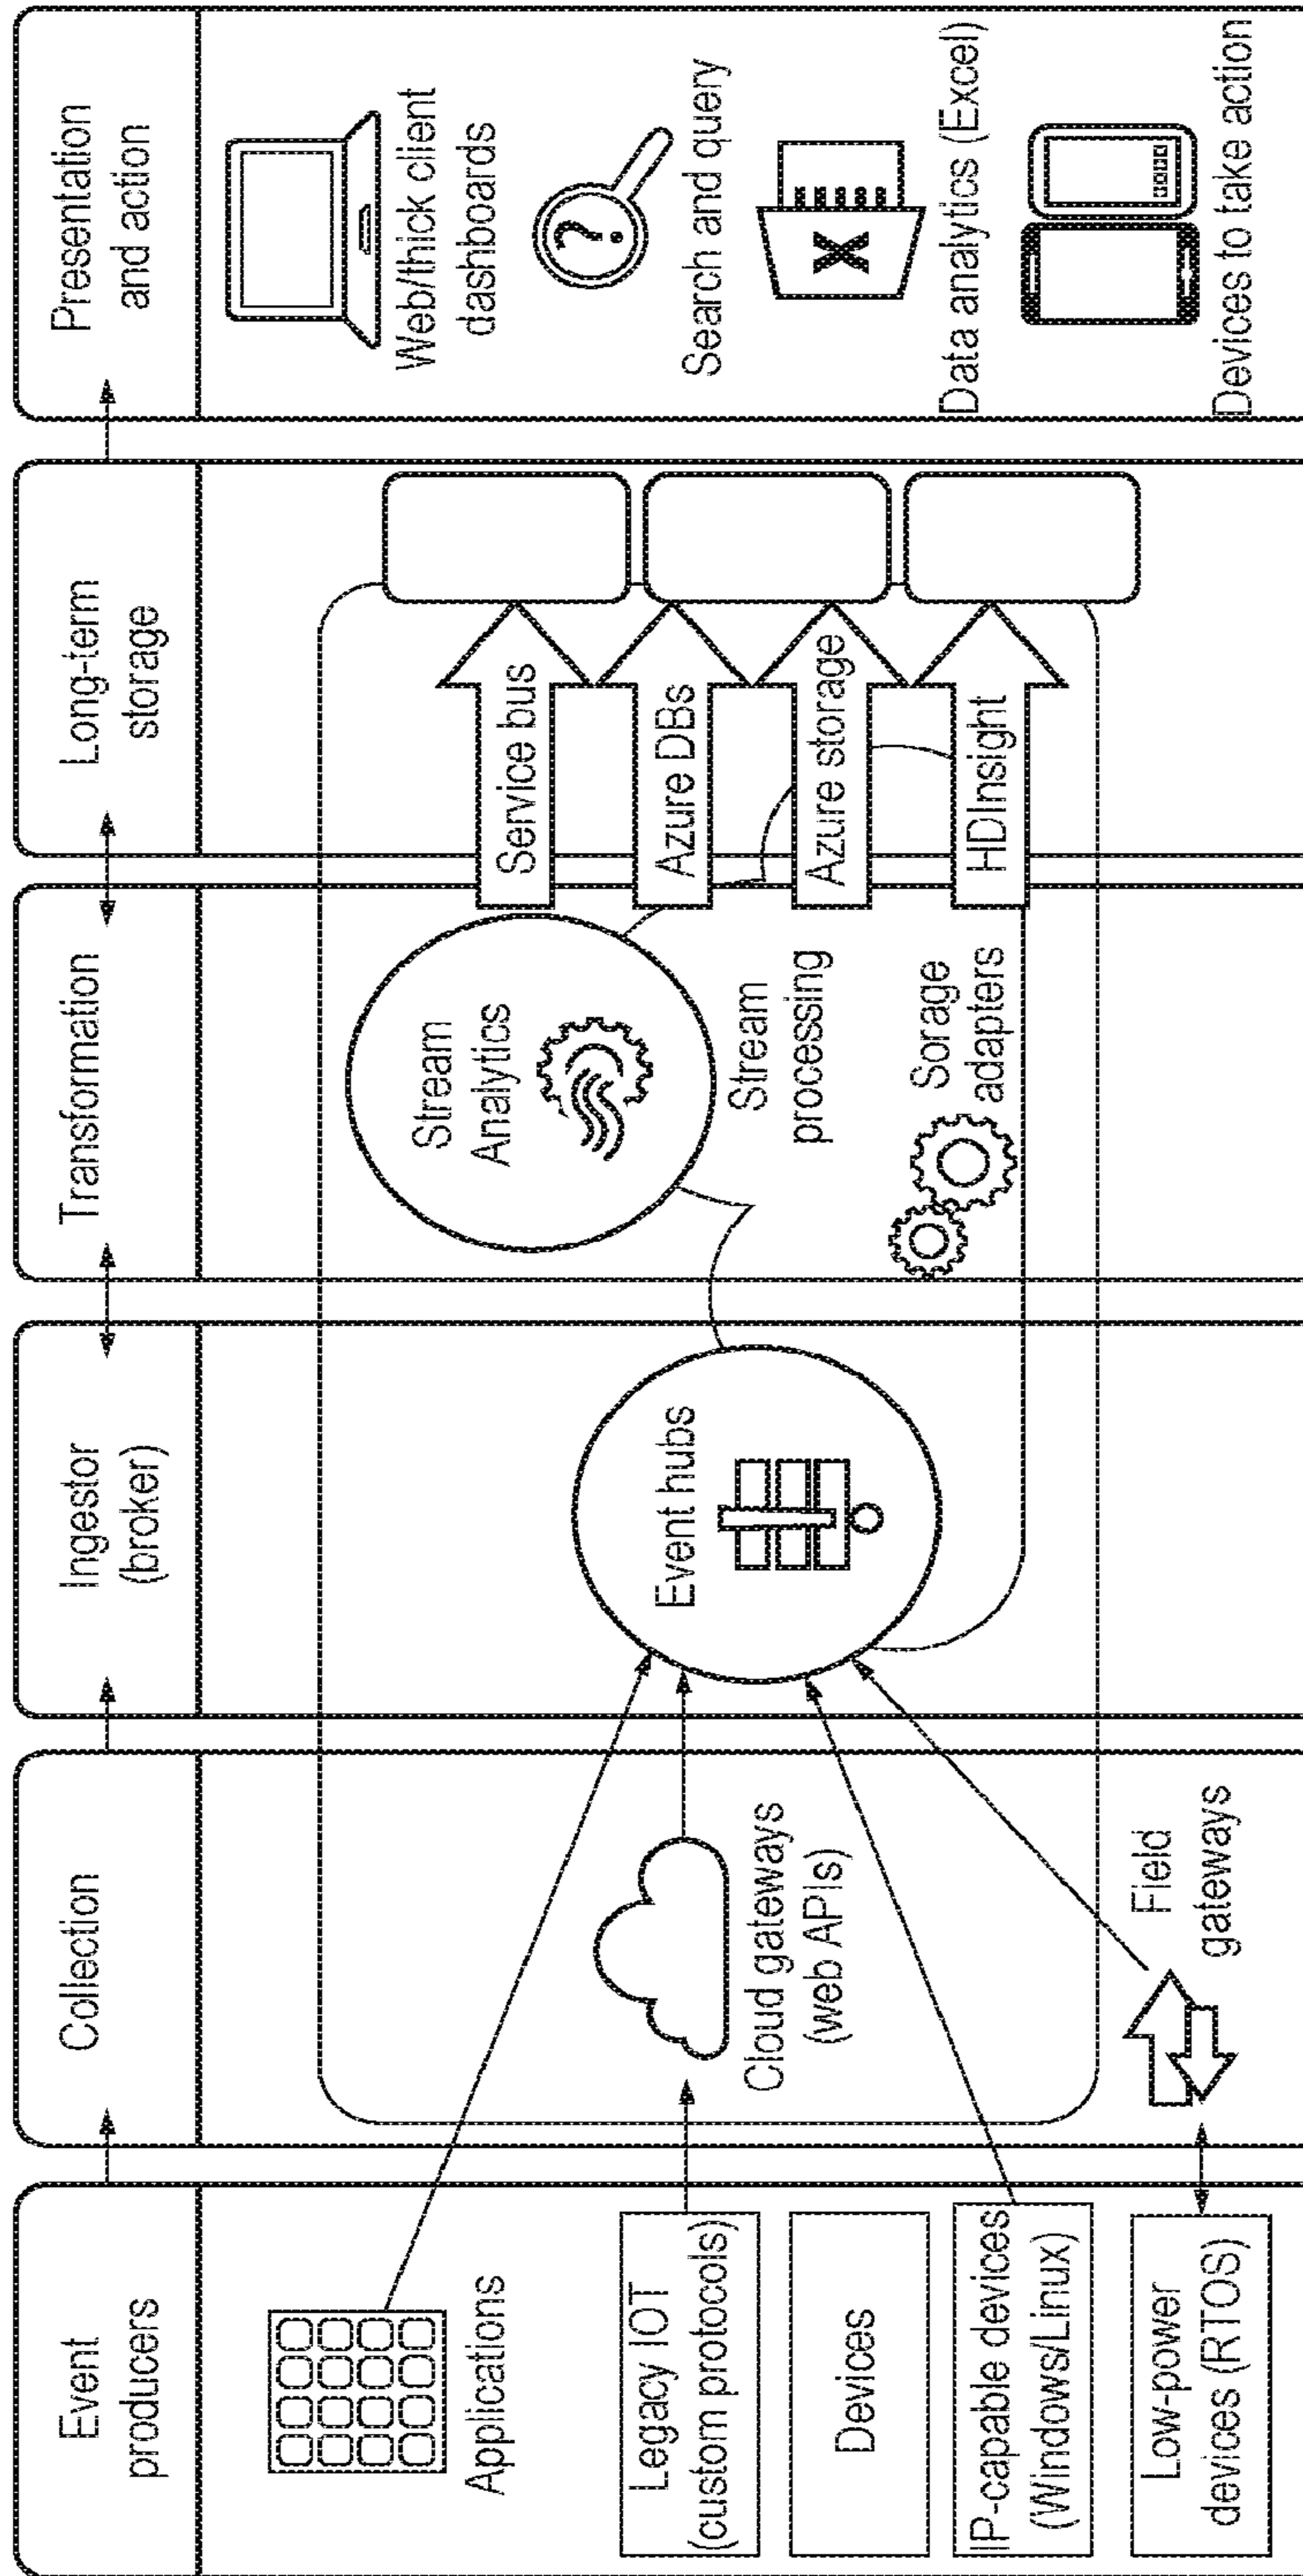 Event
producers
Collection
Ingestor
(broker)
Transformation
Long-term
storage
Presentation
and action
Applications
Legacy IOT
(custom protocols)
Devices
IP-capable devices
(Windows/Linux)
Low-power
devices (RTOS)
Cloud gateways
(web APIs)
Field
gateways
Event hubs
Stream
Analytics
Stream
processing
Sorage
adapters
Service bus
Azure DBs
Azure storage
HDInsight
Web/thick client
dashboards
?
Search and query
X
Data analytics (Excel)
Devices to take action